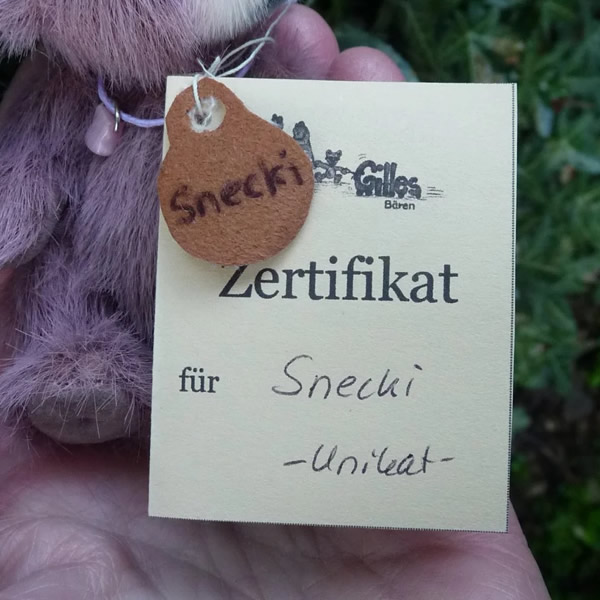 Snecki
Gilles
Bären
Zertifikat
für Snecki
-Unikat-